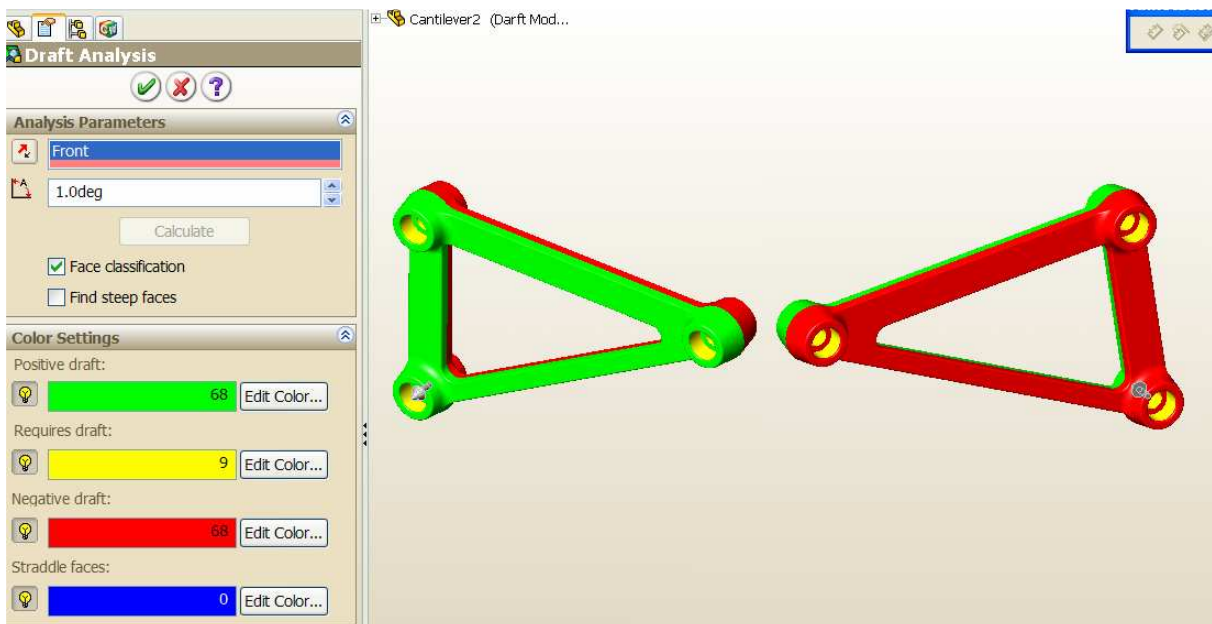 Cantilever2 (Darft Mod...
Draft Analysis
?
Analysis Parameters
Front
A
1.0deg
Calculate
Face classification
Find steep faces
Color Settings
Positive draft:
68 Edit Color...
Requires draft:
9 Edit Color...
Negative draft:
68 Edit Color...
Straddle faces:
0 Edit Color...